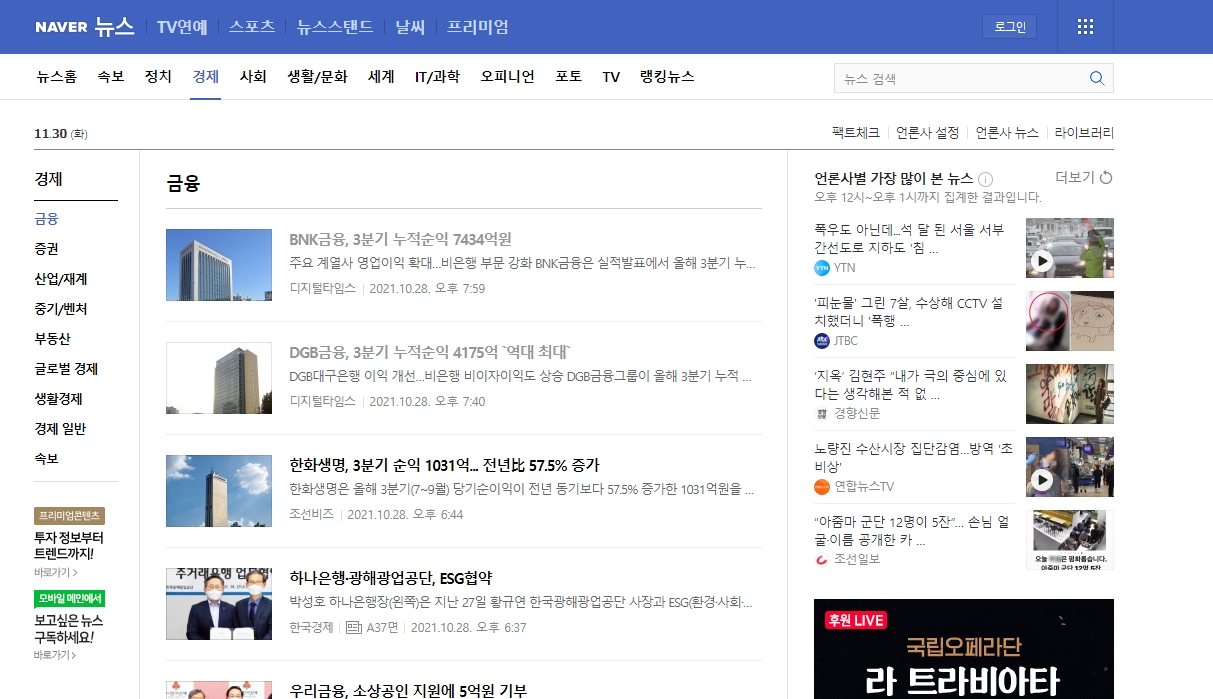 NAVER 뉴스 TV연예 스포츠 뉴스스탠드 날씨 프리미엄 로그인
뉴스홈 속보 정치 경제 사회 생활/문화 세계 IT/과학 오피니언 포토 TV 랭킹뉴스 뉴스 검색
11.30 (화)
팩트체크 언론사 설정 언론사 뉴스 라이브러리
경제
금융
증권
산업/재계
중기/벤처
부동산
글로벌 경제
생활경제
경제 일반
속보
프리미엄콘텐츠
투자 정보부터
트렌드까지!
바로가기 >
모바일 메인에서
보고싶은 뉴스
구독하세요!
바로가기 >
금융
BNK금융, 3분기 누적순익 7434억원
주요 계열사 영업이익 확대...비은행 부문 강화 BNK금융은 실적발표에서 올해 3분기 누...
디지털타임스 2021.10.28. 오후 7:59
DGB금융, 3분기 누적순익 4175억 `역대 최대`
DGB대구은행 이익 개선...비은행 비이자이익도 상승 DGB금융그룹이 올해 3분기 누적 ...
디지털타임스 2021.10.28. 오후 7:40
한화생명, 3분기 순익 1031억... 전년比 57.5% 증가
한화생명은 올해 3분기(7~9월) 당기순이익이 전년 동기보다 57.5% 증가한 1031억원을 ...
조선비즈 2021.10.28. 오후 6:44
주거래은행 업무협
하나은행·광해광업공단, ESG협약
박성호 하나은행장(왼쪽)은 지난 27일 황규연 한국광해광업공단 사장과 ESG(환경·사회·...
한국경제 A37면 2021.10.28. 오후 6:37
우리금융, 소상공인 지원에 5억원 기부
언론사별 가장 많이 본 뉴스 더보기
오후 12시~오후 1시까지 집계한 결과입니다.
폭우도 아닌데...석 달 된 서울 서부
간선도로 지하도 '침 ...
YTN YTN
'피눈물' 그린 7살, 수상해 CCTV 설
치했더니 '폭행 ...
JTBC
'지옥' 김현주 "내가 극의 중심에 있
다는 생각해본 적 없 ...
경향신문
노량진 수산시장 집단감염...방역 '초
비상'
연합뉴스TV
"아줌마 군단 12명이 5잔"... 손님 얼
굴·이름 공개한 카 ...
조선일보
은 평화롭습니다.
아줌마 군단 12명 5잔
후원 LIVE
국립오페라단
라 트라비아타